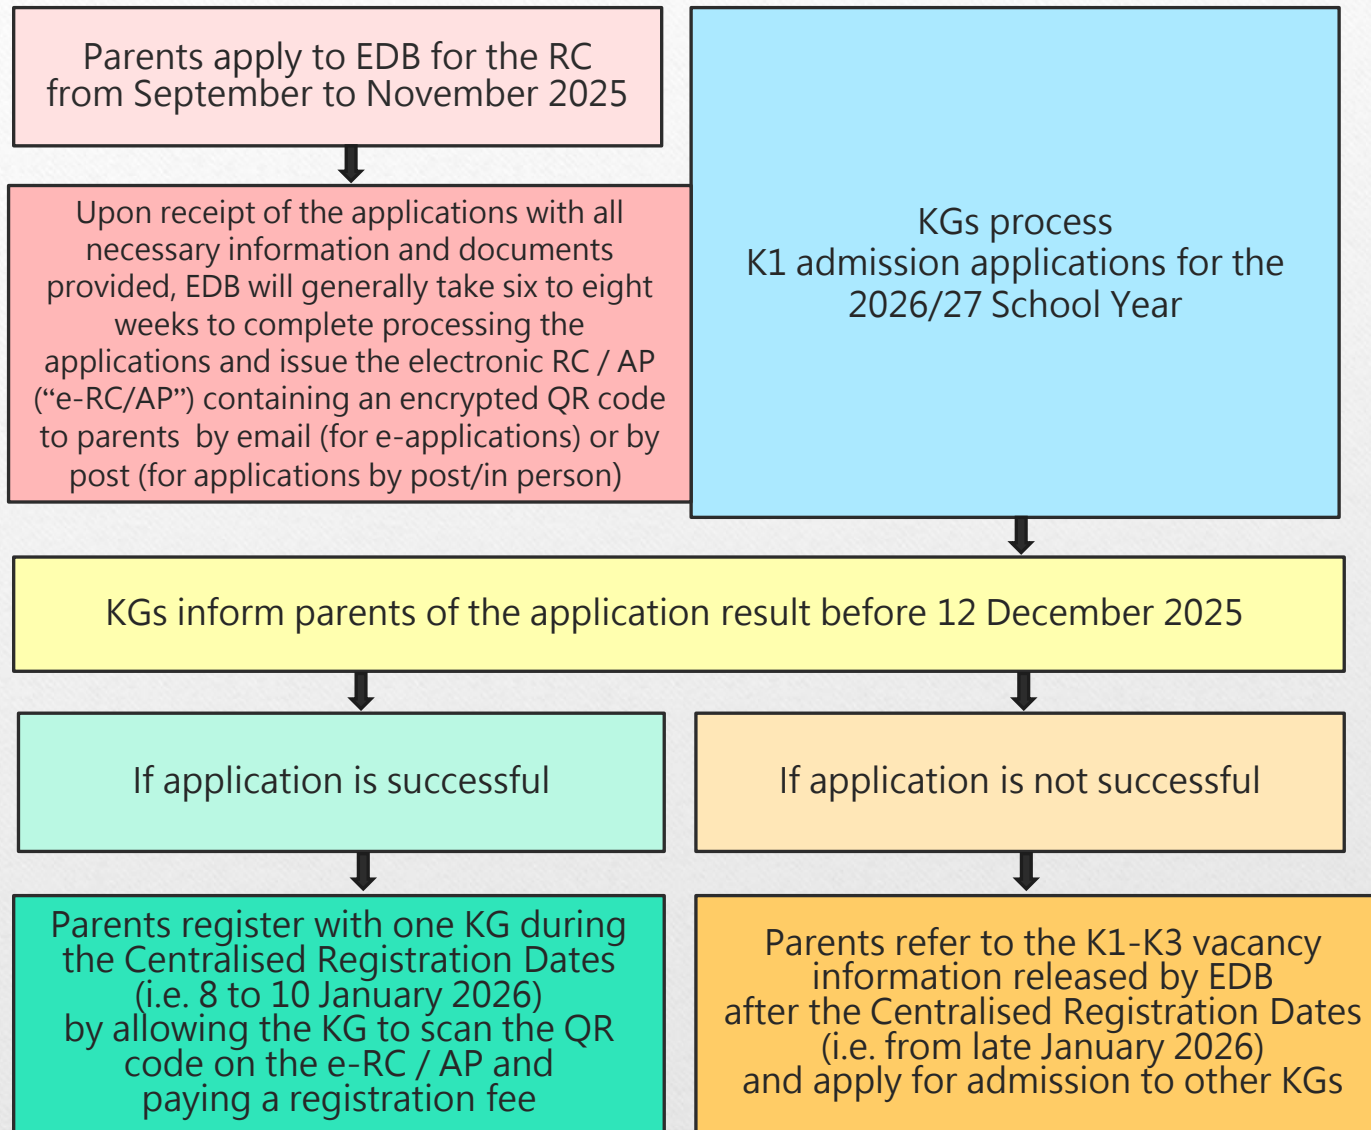 Parents apply to EDB for the RC
from September to November 2025
Upon receipt of the applications with all
necessary information and documents
provided, EDB will generally take six to eight
weeks to complete processing the
applications and issue the electronic RC / AP
(“e-RC/AP”) containing an encrypted QR code
to parents by email (for e-applications) or by
post (for applications by post/in person)
KGs process
K1 admission applications for the
2026/27 School Year
KGs inform parents of the application result before 12 December 2025
If application is successful
If application is not successful
Parents register with one KG during
the Centralised Registration Dates
(i.e. 8 to 10 January 2026)
by allowing the KG to scan the QR
code on the e-RC / AP and
paying a registration fee
Parents refer to the K1-K3 vacancy
information released by EDB
after the Centralised Registration Dates
(i.e. from late January 2026)
and apply for admission to other KGs